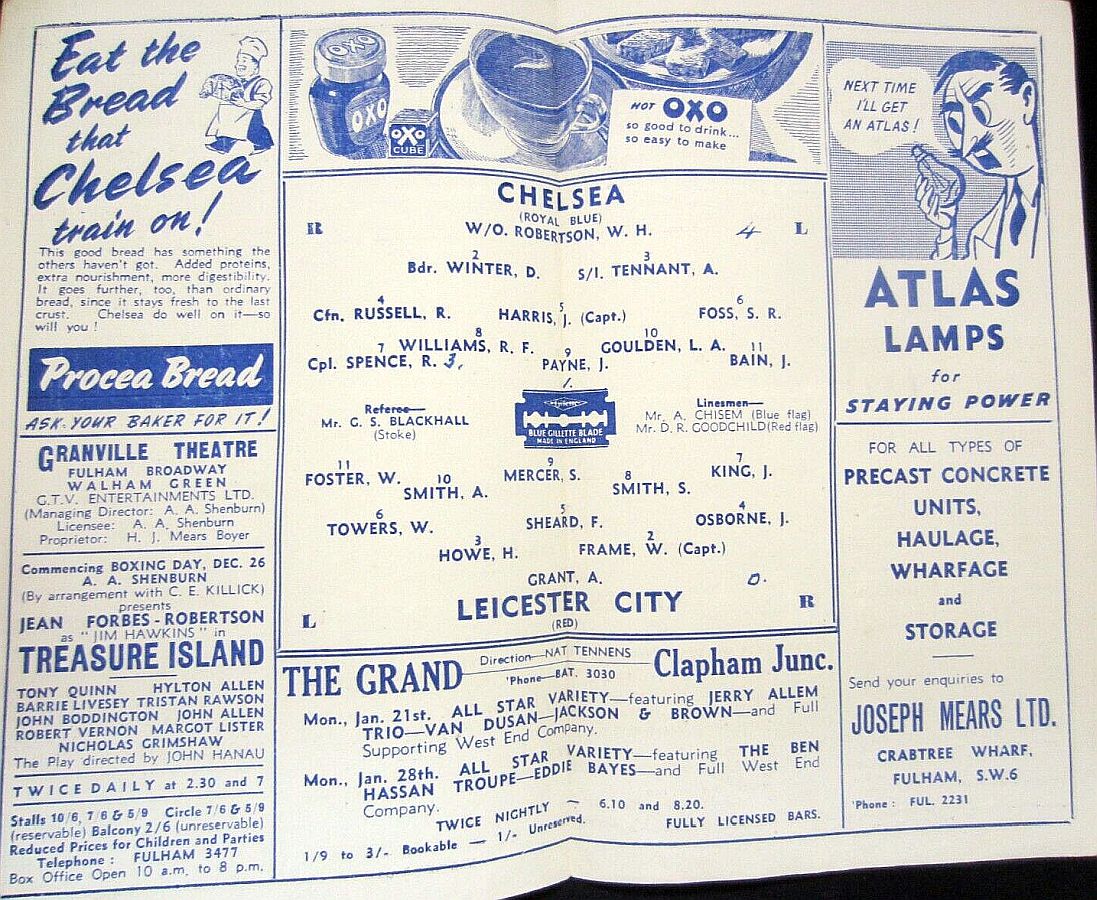 Eat the
Bread
that
Chelsea
train on!
This good bread has something the
others haven't got. Added proteins,
extra nourishment, more digestibility.
It goes further, too, than ordinary
bread, since it stays fresh to the last
crust. Chelsea do well on it—so
will you !
Procea Bread
ASK YOUR BAKER FOR IT !
GRANVILLE THEATRE
FULHAM BROADWAY
WALHAM GREEN
G.T.V. ENTERTAINMENTS LTD.
(Managing Director: A. A. Shenburn)
Licensee: A. A. Shenburn
Proprietor: H. J. Mears Boyer
Commencing BOXING DAY, DEC. 26
A. A. SHENBURN
(By arrangement with C. E. KILLICK)
presents
JEAN FORBES-ROBERTSON
as "JIM HAWKINS" in
TREASURE ISLAND
TONY QUINN HYLTON ALLEN
BARRIE LIVESEY TRISTAN RAWSON
JOHN BODDINGTON JOHN ALLEN
ROBERT VERNON MARGOT LISTER
NICHOLAS GRIMSHAW
The Play directed by JOHN HANAU
TWICE DAILY at 2.30 and 7
Stalls 10/6, 7/6 & 5/9 Circle 7/6 & 5/9
(reservable) Balcony 2/6 (unreservable)
Reduced Prices for Children and Parties
Telephone : FULHAM 3477
Box Office Open 10 a.m. to 8 p.m.
OXO
OXO
OXO
CUBE
HOT OXO
so good to drink...
so easy to make
CHELSEA
(ROYAL BLUE)
R W/O. ROBERTSON, W. H. 4 L
2 3
Bdr. WINTER, D. S/I. TENNANT, A.
4 5 6
Cfn. RUSSELL, R. HARRIS, J. (Capt.) FOSS, S. R.
8 10
WILLIAMS, R. F. GOULDEN, L. A.
7 9 11
Cpl. SPENCE, R. 3, PAYNE, J. BAIN, J.
1.
Referee—
Mr. G. S. BLACKHALL
(Stoke)
Gillette
BLUE GILLETTE BLADE
MADE IN ENGLAND
Linesmen—
Mr. A. CHISEM (Blue flag)
Mr. D. R. GOODCHILD (Red flag)
11 9 7
FOSTER, W. MERCER, S. KING, J.
10 8
SMITH, A. SMITH, S.
6 5 4
TOWERS, W. SHEARD, F. OSBORNE, J.
3 2
HOWE, H. FRAME, W. (Capt.)
GRANT, A. 0.
L LEICESTER CITY R
(RED)
THE GRAND Direction—NAT TENNENS Clapham Junc.
'Phone—BAT. 3030
Mon., Jan. 21st. ALL STAR VARIETY—featuring JERRY ALLEM
TRIO—VAN DUSAN—JACKSON & BROWN—and Full
Supporting West End Company.
Mon., Jan. 28th. ALL STAR VARIETY—featuring THE BEN
HASSAN TROUPE—EDDIE BAYES—and Full West End
Company.
TWICE NIGHTLY — 6.10 and 8.20.
1/9 to 3/- Bookable — 1/- Unreserved. FULLY LICENSED BARS.
NEXT TIME
I'LL GET
AN ATLAS !
ATLAS
LAMPS
for
STAYING POWER
FOR ALL TYPES OF
PRECAST CONCRETE
UNITS,
HAULAGE,
WHARFAGE
and
STORAGE
Send your enquiries to
JOSEPH MEARS LTD.
CRABTREE WHARF,
FULHAM, S.W.6
'Phone : FUL. 2231